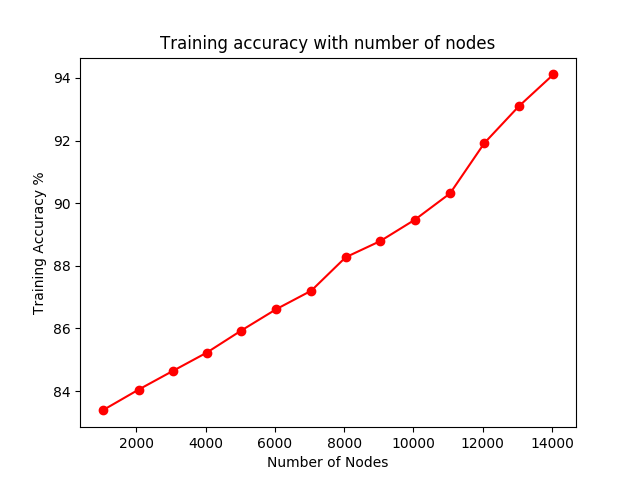 Training accuracy with number of nodes
94
92
90
88
86
84
Training Accuracy %
2000 4000 6000 8000 10000 12000 14000
Number of Nodes